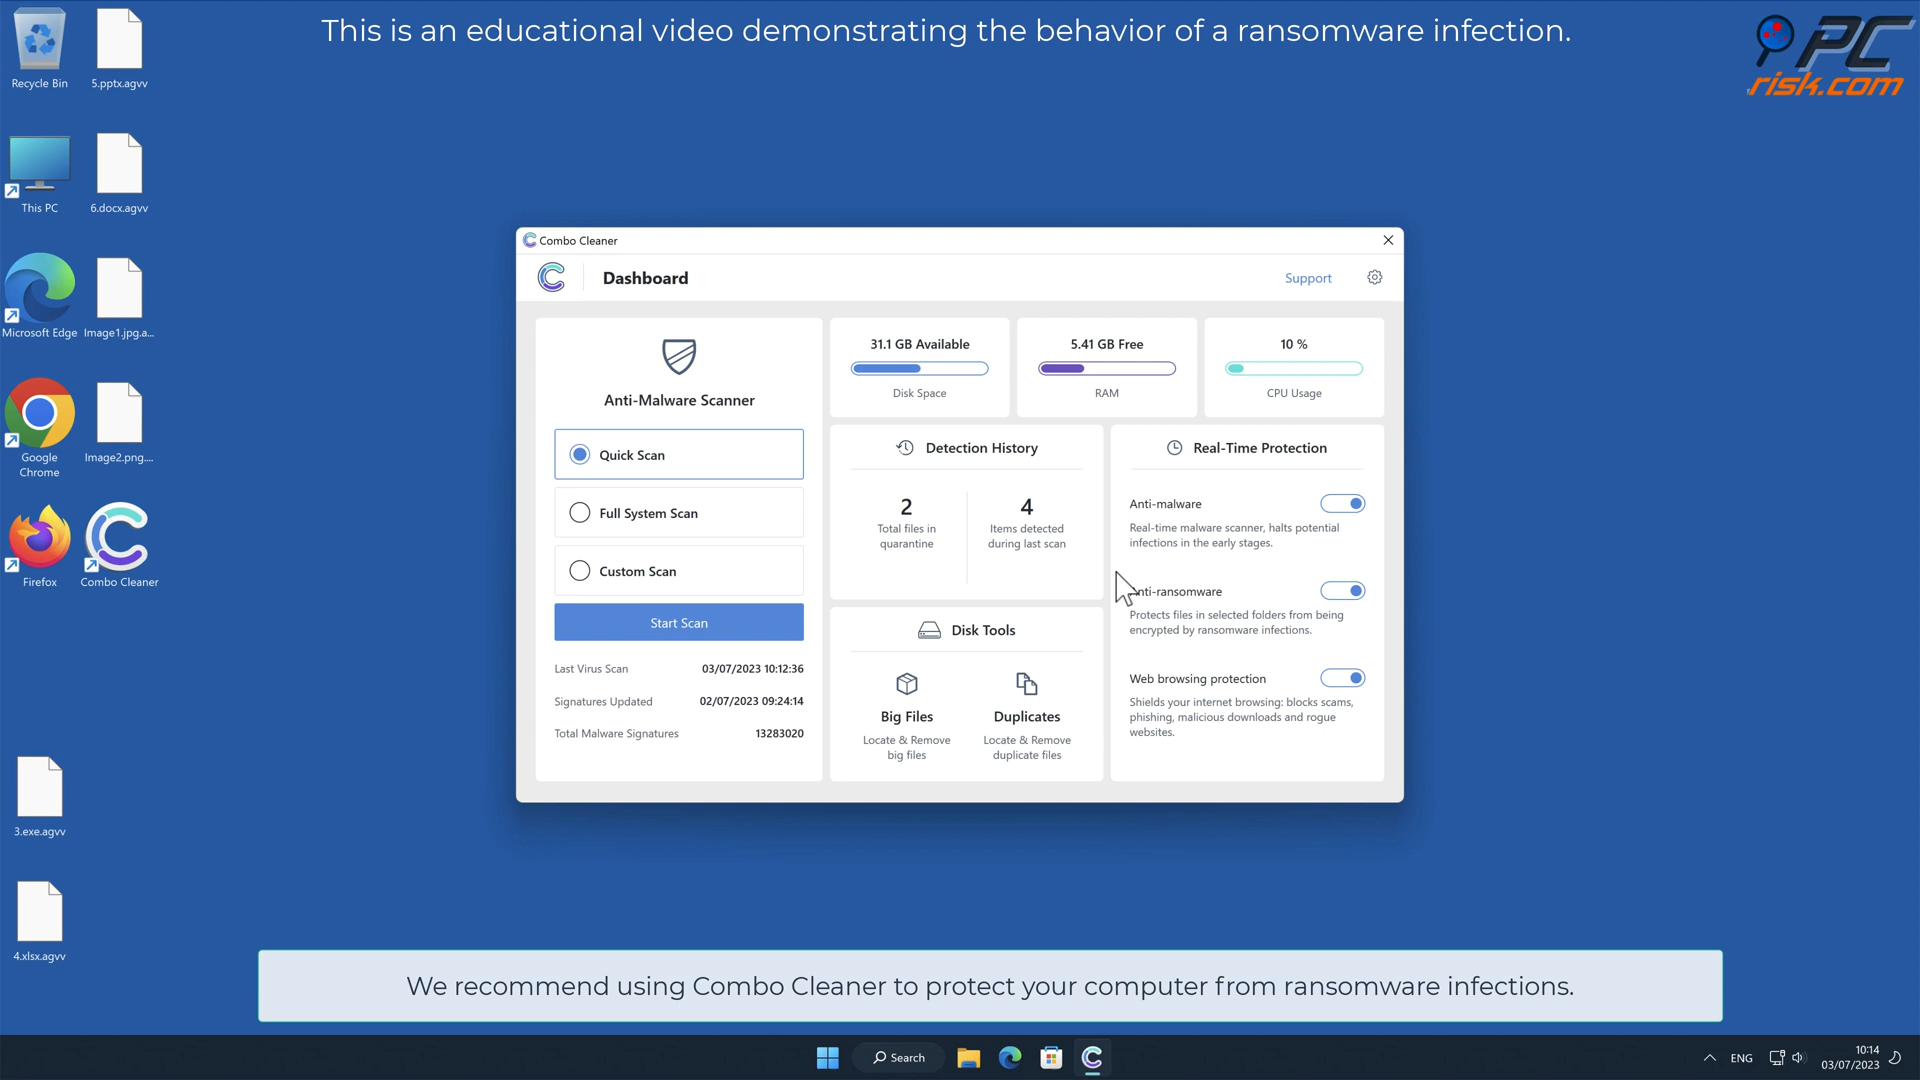 This is an educational video demonstrating the behavior of a ransomware infection.
PC
risk.com
Recycle Bin
5.pptx.agvv
This PC
6.docx.agvv
Microsoft Edge
Image1.jpg.a...
Google
Chrome
Image2.png....
Firefox
Combo Cleaner
3.exe.agvv
4.xlsx.agvv
Combo Cleaner
Dashboard
Support
Anti-Malware Scanner
Quick Scan
Full System Scan
Custom Scan
Start Scan
Last Virus Scan 03/07/2023 10:12:36
Signatures Updated 02/07/2023 09:24:14
Total Malware Signatures 13283020
31.1 GB Available
Disk Space
5.41 GB Free
RAM
10 %
CPU Usage
Detection History
2
Total files in
quarantine
4
Items detected
during last scan
Disk Tools
Big Files
Locate & Remove
big files
Duplicates
Locate & Remove
duplicate files
Real-Time Protection
Anti-malware
Real-time malware scanner, halts potential
infections in the early stages.
Anti-ransomware
Protects files in selected folders from being
encrypted by ransomware infections.
Web browsing protection
Shields your internet browsing: blocks scams,
phishing, malicious downloads and rogue
websites.
We recommend using Combo Cleaner to protect your computer from ransomware infections.
Search
ENG
10:14
03/07/2023